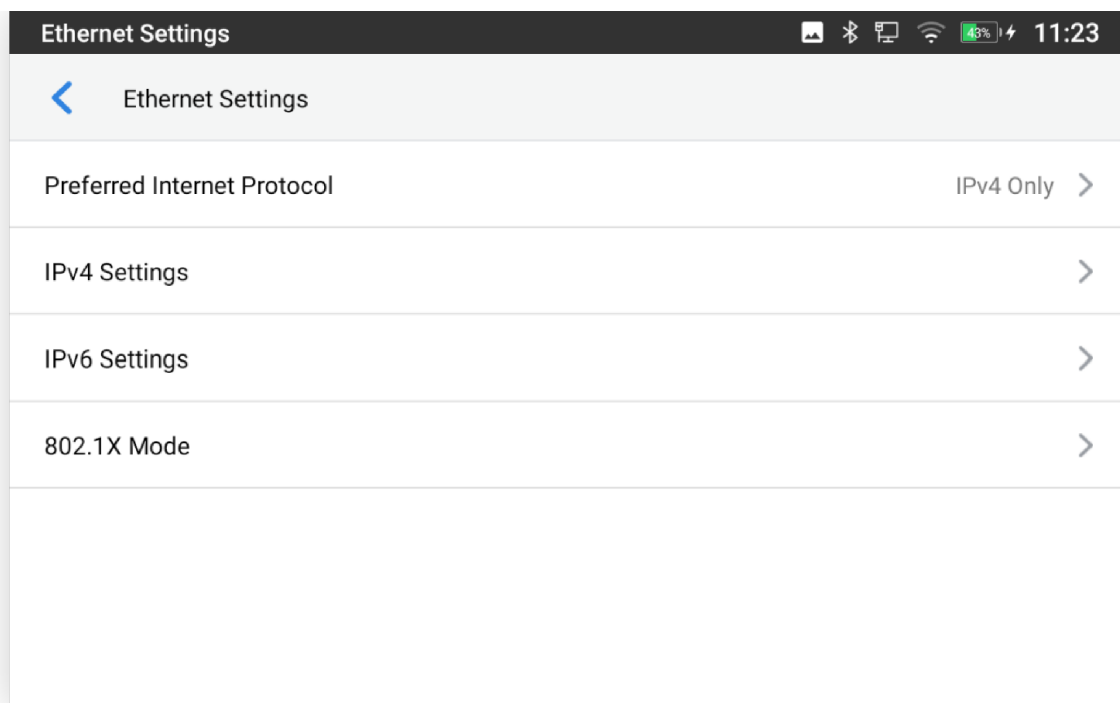 Ethernet Settings 43% 11:23
Ethernet Settings
Preferred Internet Protocol IPv4 Only
IPv4 Settings
IPv6 Settings
802.1X Mode